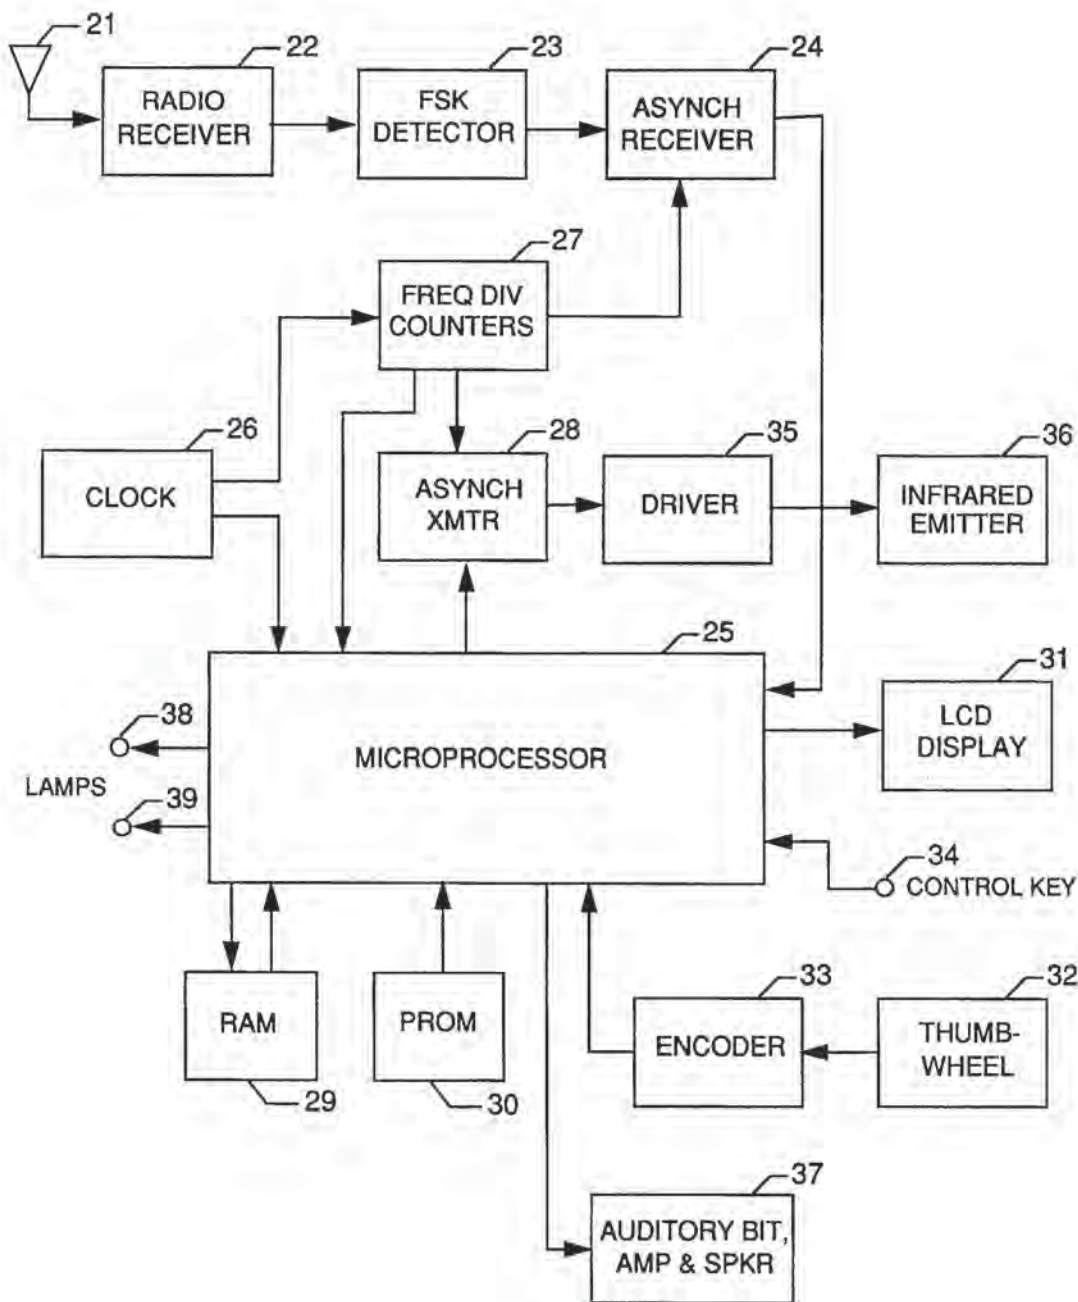 21
22
23
24
RADIO
RECEIVER
FSK
DETECTOR
ASYNCH
RECEIVER
27
FREQ DIV
COUNTERS
26
28
35
36
CLOCK
ASYNCH
XMTR
DRIVER
INFRARED
EMITTER
25
31
38
MICROPROCESSOR
LCD
DISPLAY
LAMPS
39
34
CONTROL KEY
33
32
RAM
PROM
ENCODER
THUMB-
WHEEL
29
30
37
AUDITORY BIT,
AMP & SPKR